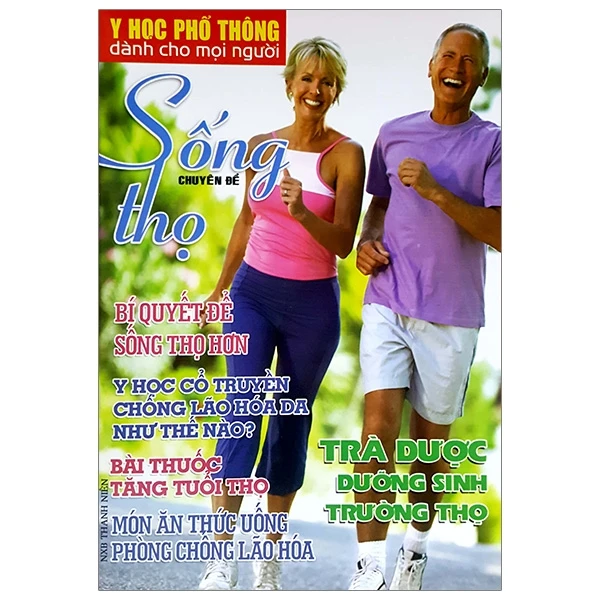 Y HỌC PHỔ THÔNG
dành cho mọi người
Sống
CHUYÊN ĐỀ
thọ
BÍ QUYẾT ĐỂ
SỐNG THỌ HƠN
Y HỌC CỔ TRUYỀN
CHỐNG LÃO HÓA DA
NHƯ THẾ NÀO?
BÀI THUỐC
TĂNG TUỔI THỌ
MÓN ĂN THỨC UỐNG
PHÒNG CHỐNG LÃO HÓA
TRÀ DƯỢC
DƯỠNG SINH
TRƯỜNG THỌ
NXB THANH NIÊN